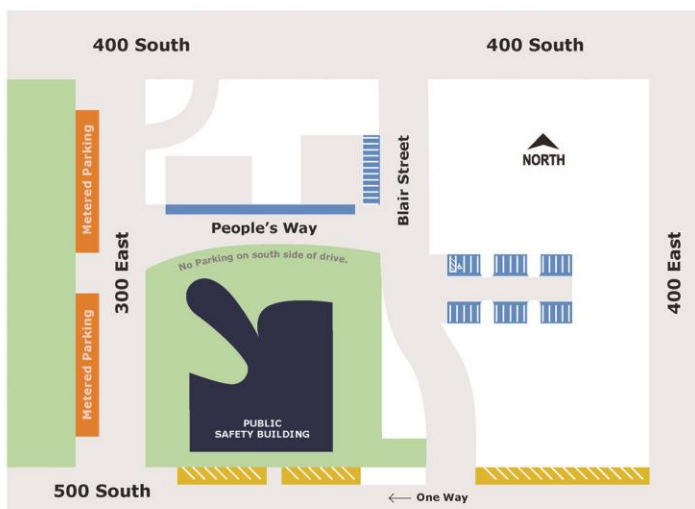 400 South
400 South
Metered Parking
NORTH
Blair Street
People's Way
No Parking on south side of drive.
300 East
400 East
Metered Parking
PUBLIC
SAFETY BUILDING
500 South
One Way